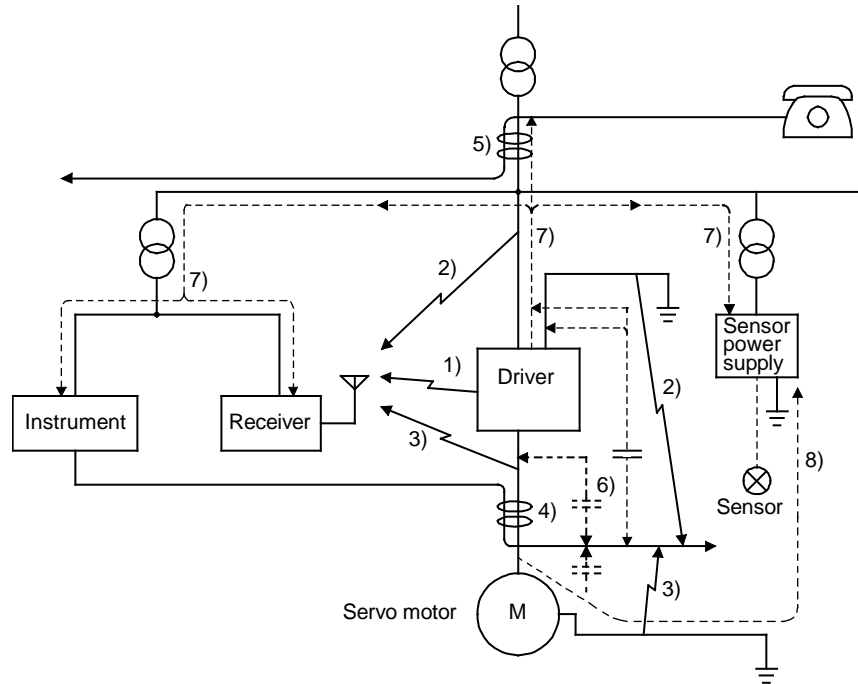 5)
7)
7)
7)
2)
Sensor
power
supply
1)
Driver
2)
Instrument
Receiver
3)
8)
6)
Sensor
4)
3)
Servo motor
M